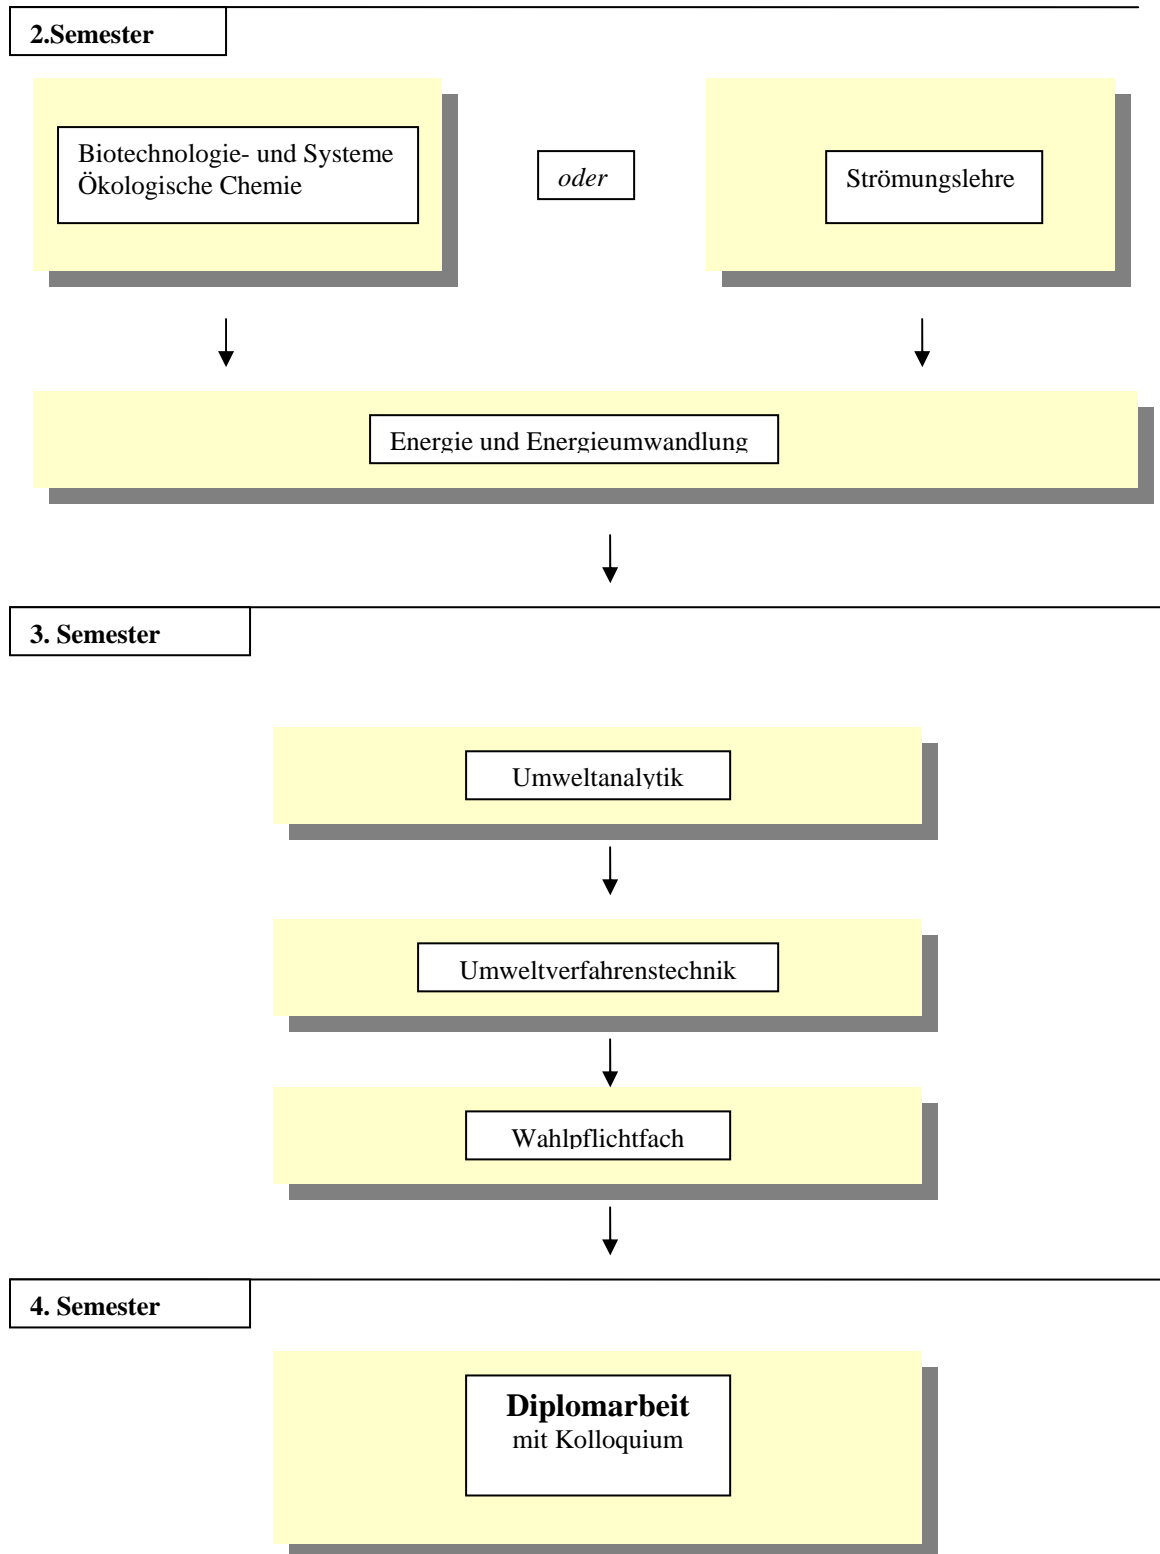 2.Semester
Biotechnologie- und Systeme
Ökologische Chemie
oder
Strömungslehre
Energie und Energieumwandlung
3. Semester
Umweltanalytik
Umweltverfahrenstechnik
Wahlpflichtfach
4. Semester
Diplomarbeit
mit Kolloquium